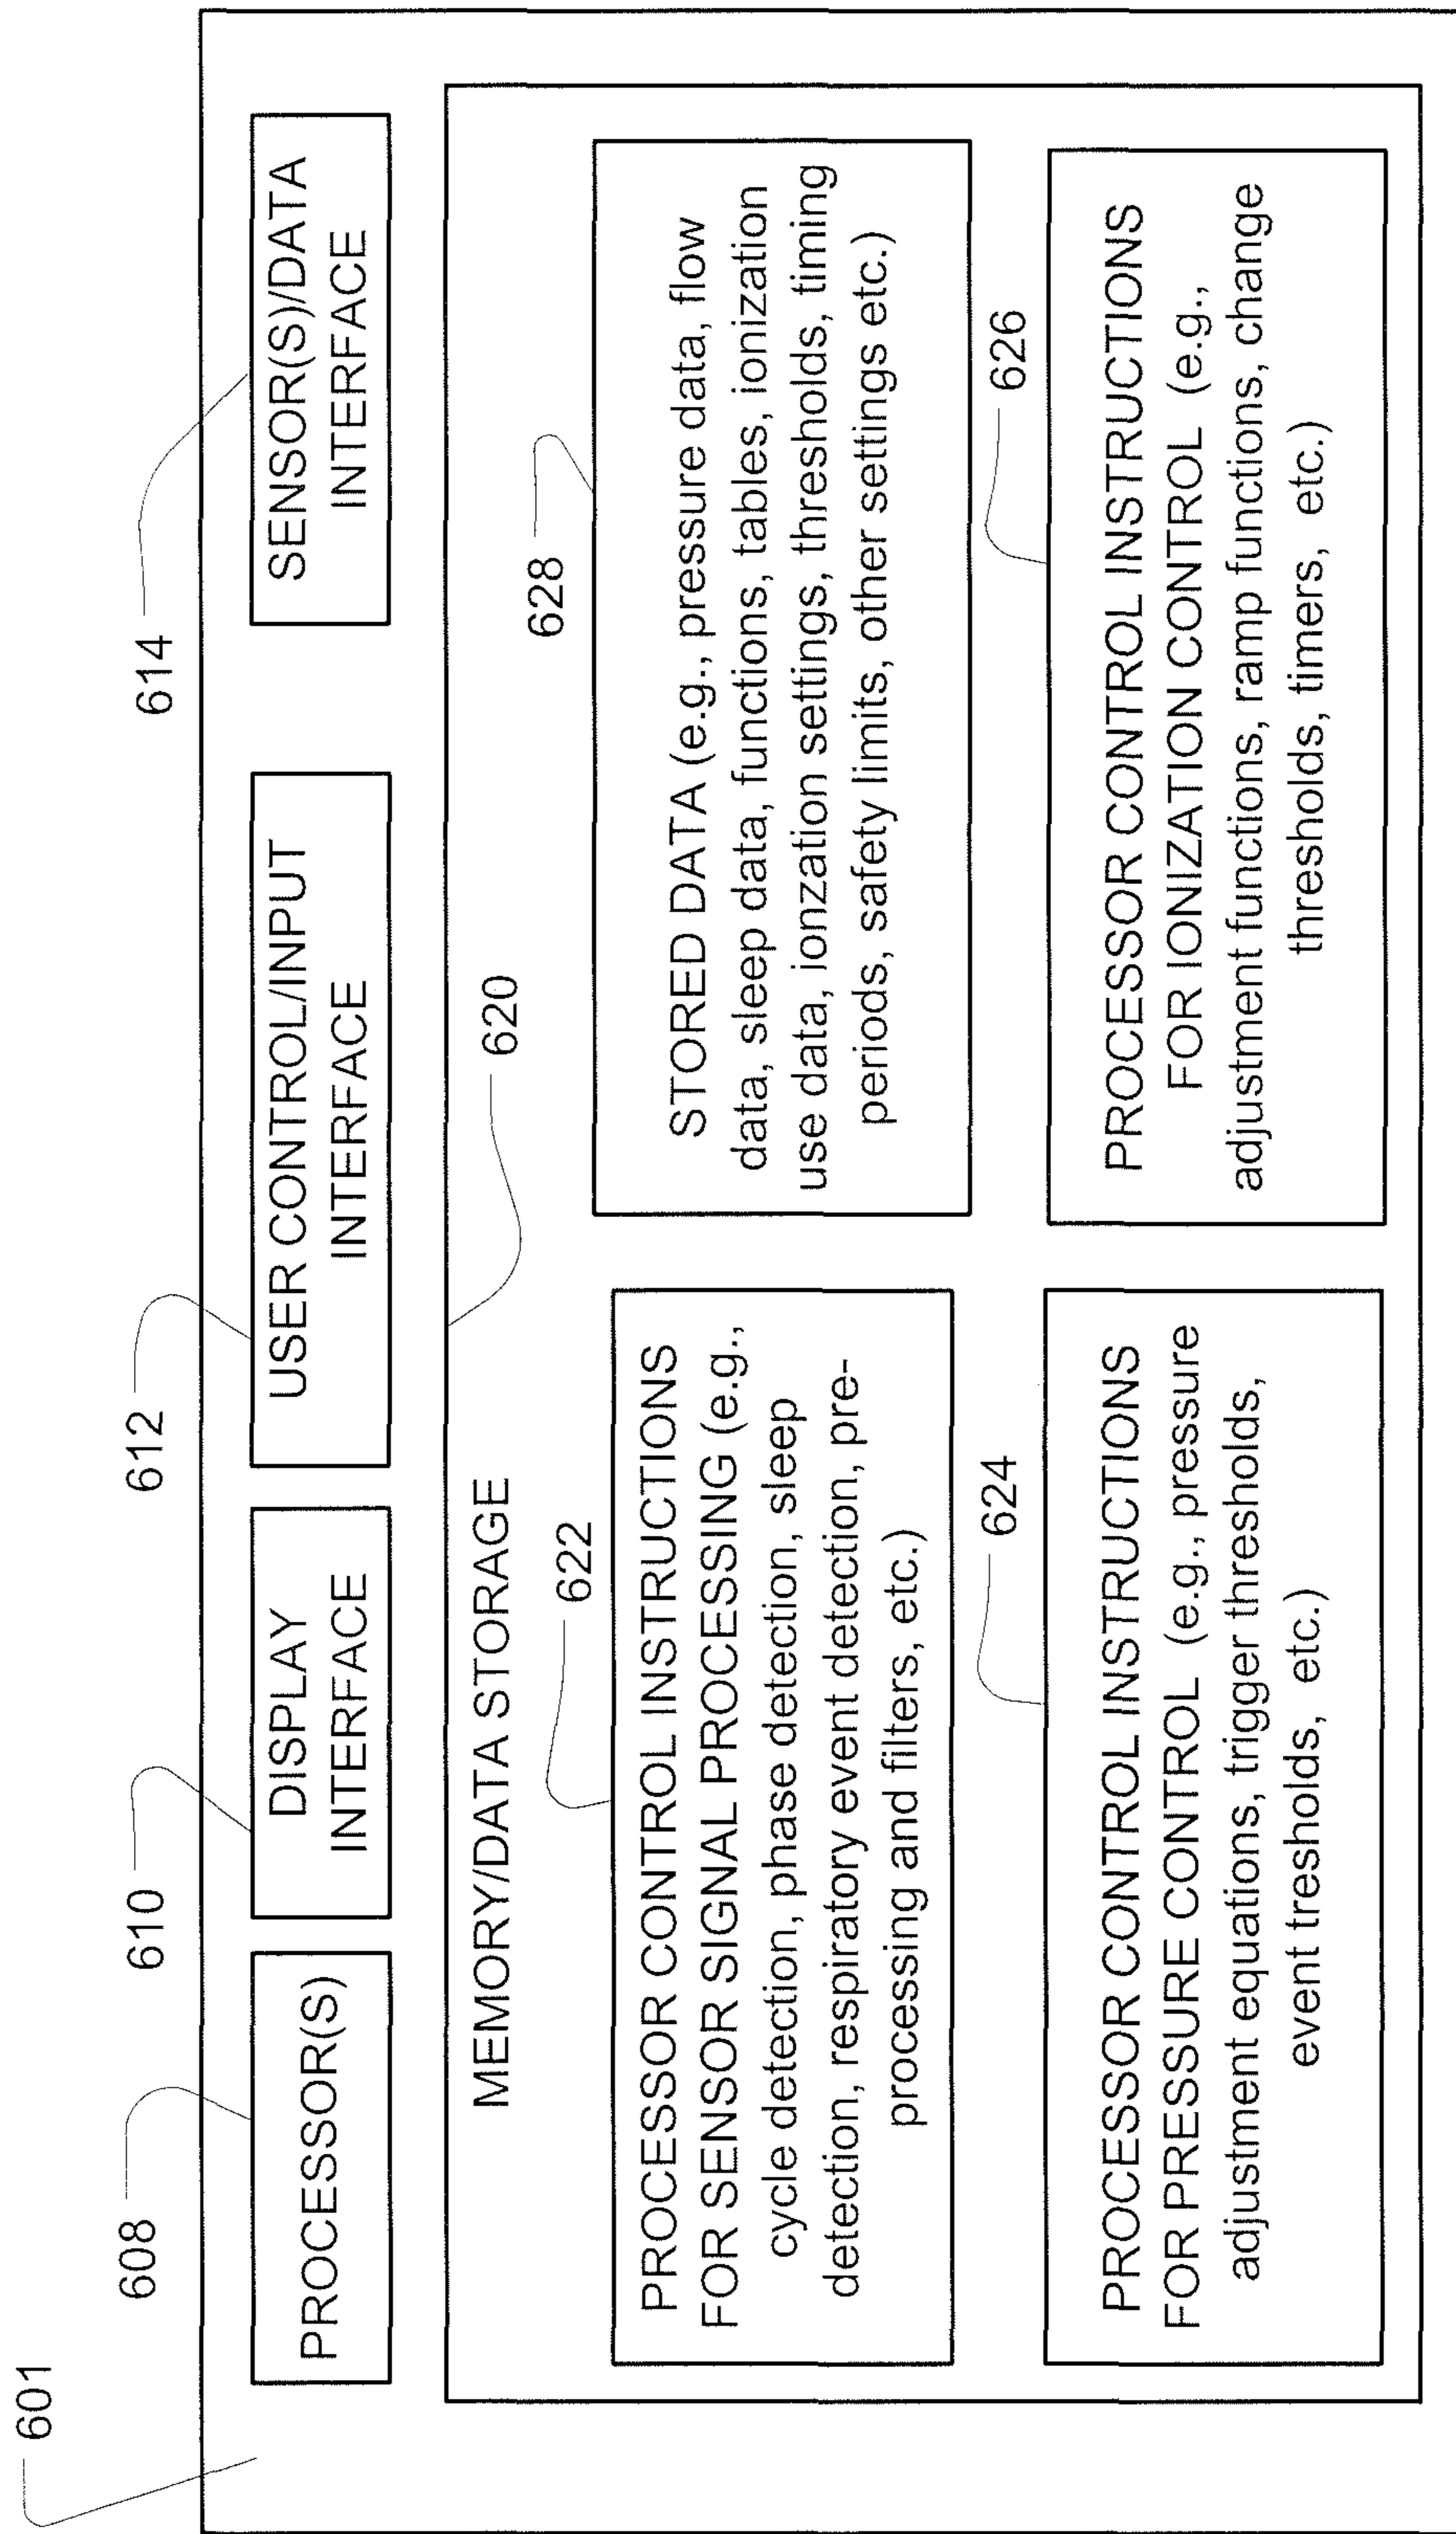 601
608
PROCESSOR(S)
610
DISPLAY
INTERFACE
612
USER CONTROL/INPUT
INTERFACE
614
SENSOR(S)/DATA
INTERFACE
MEMORY/DATA STORAGE
620
622
PROCESSOR CONTROL INSTRUCTIONS
FOR SENSOR SIGNAL PROCESSING (e.g.,
cycle detection, phase detection, sleep
detection, respiratory event detection, pre-
processing and filters, etc.)
628
STORED DATA (e.g., pressure data, flow
data, sleep data, functions, tables, ionization
use data, ionzation settings, thresholds, timing
periods, safety limits, other settings etc.)
624
PROCESSOR CONTROL INSTRUCTIONS
FOR PRESSURE CONTROL (e.g., pressure
adjustment equations, trigger thresholds,
event tresholds, etc.)
626
PROCESSOR CONTROL INSTRUCTIONS
FOR IONIZATION CONTROL (e.g.,
adjustment functions, ramp functions, change
thresholds, timers, etc.)